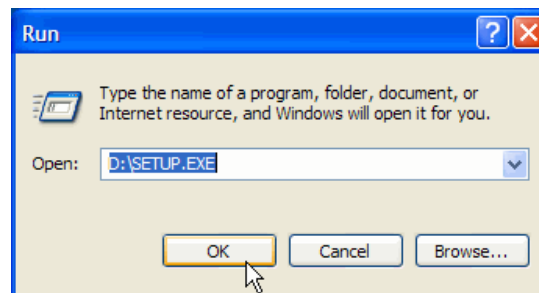 Run
Type the name of a program, folder, document, or
Internet resource, and Windows will open it for you.
Open: D:\SETUP.EXE
OK Cancel Browse...